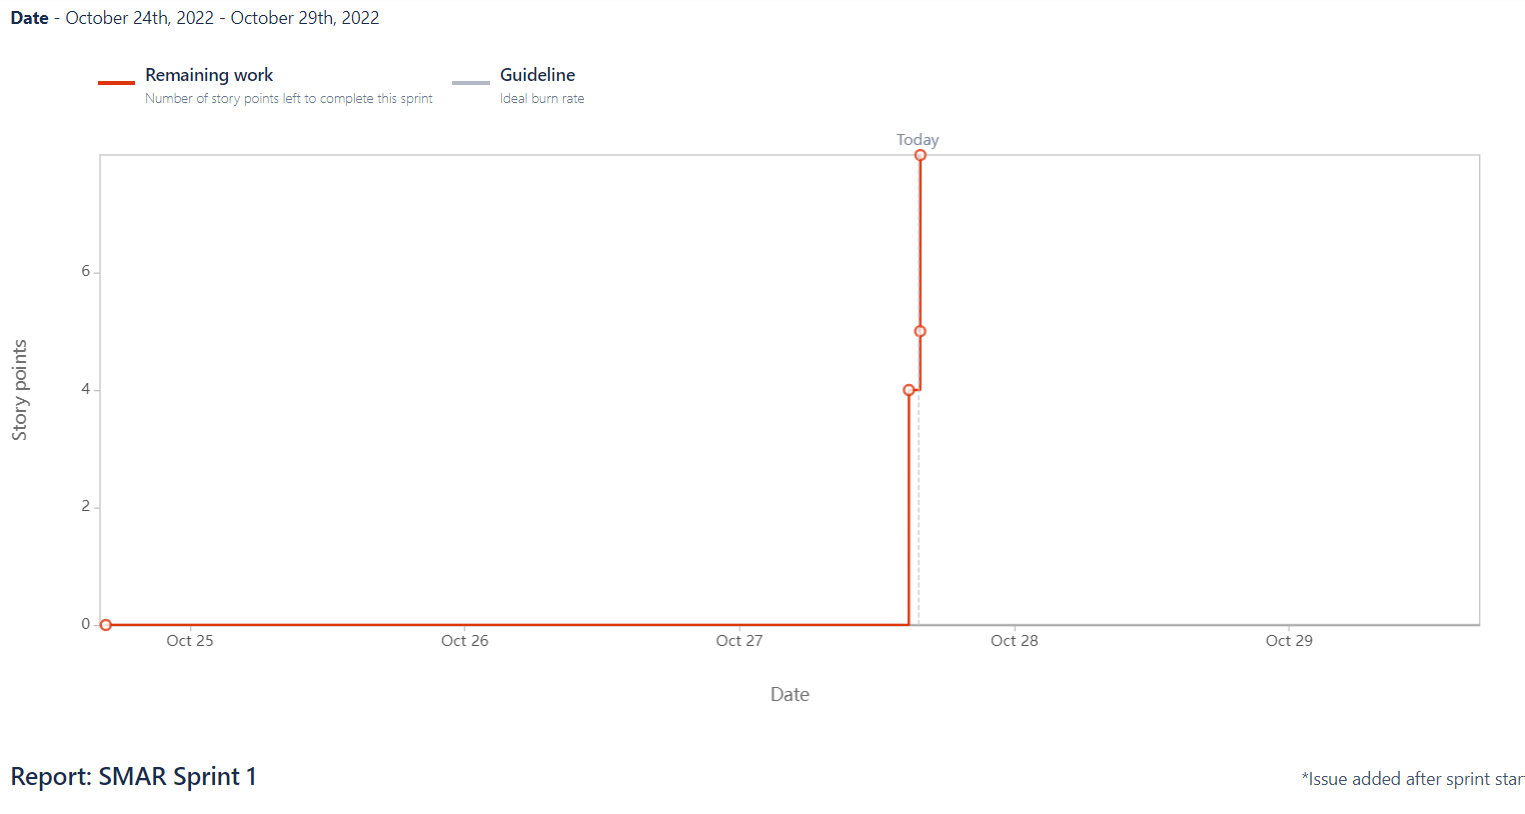 Date - October 24th, 2022 - October 29th, 2022
Remaining work
Number of story points left to complete this sprint
Guideline
Ideal burn rate
Today
6
4
2
0
Story points
Oct 25 Oct 26 Oct 27 Oct 28 Oct 29
Date
Report: SMAR Sprint 1
*Issue added after sprint star